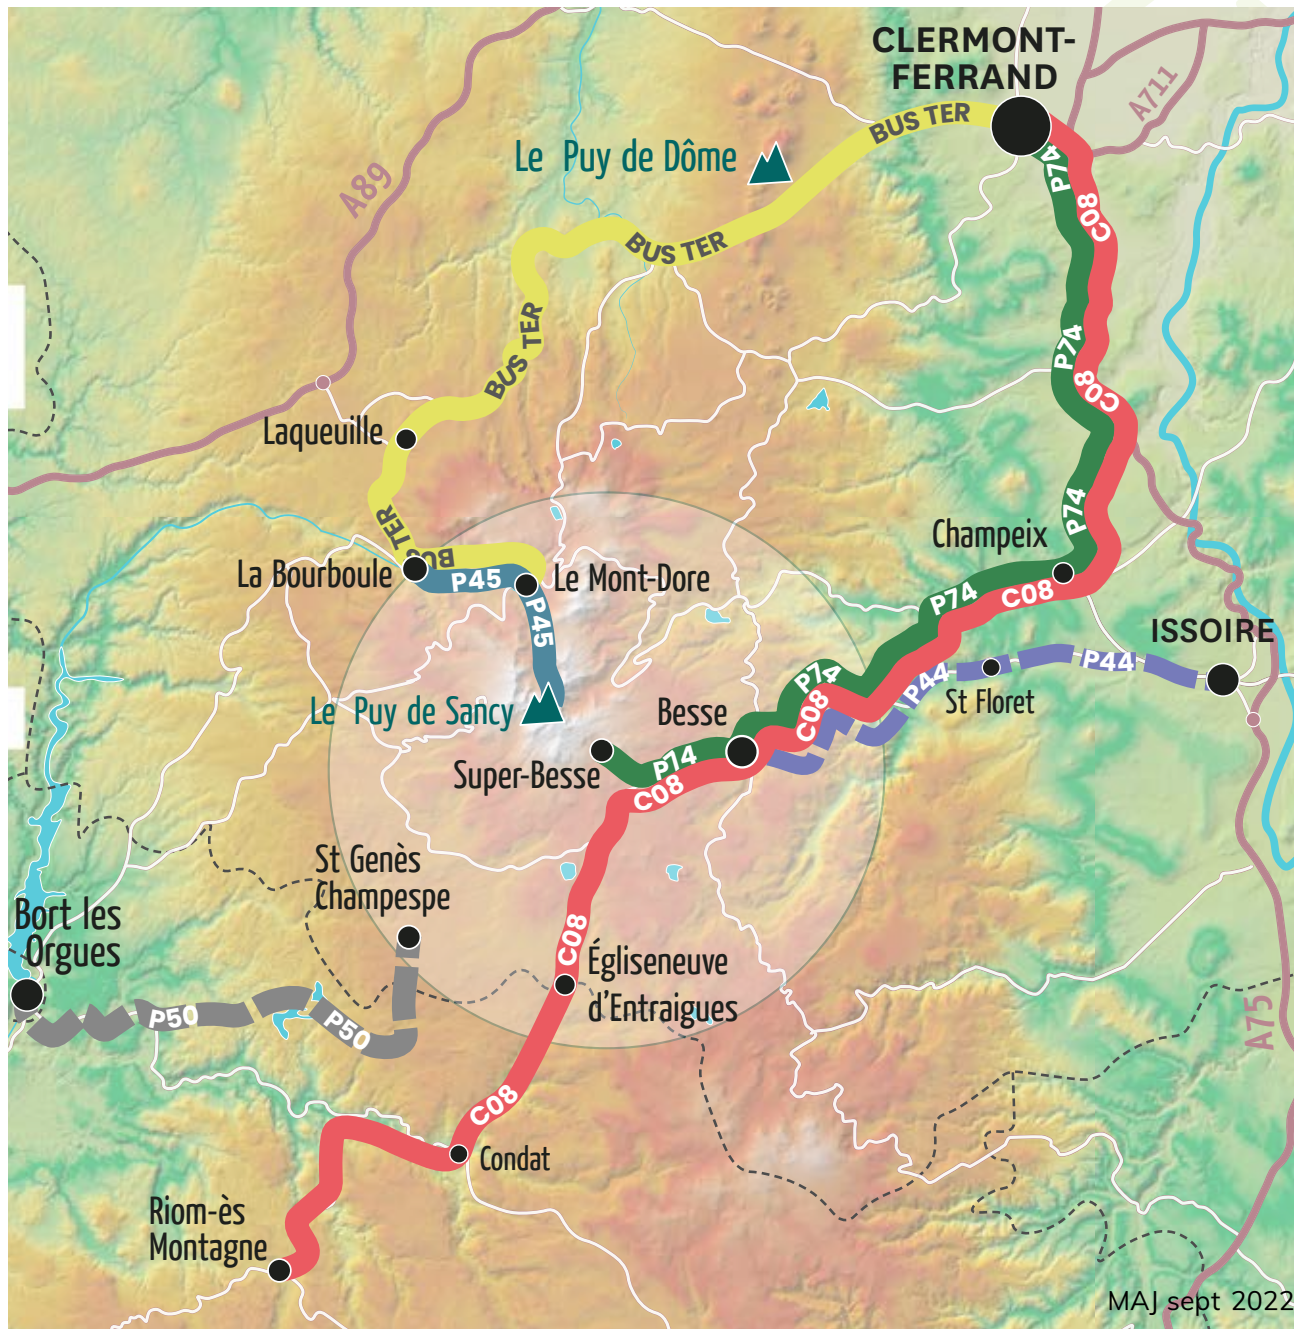 CLERMONT-
FERRAND
A711
BUS TER
Le Puy de Dôme
P74
A89
C08
BUS TER
BUS TER
P74
C08
Laqueuille
P74
BUS TER
Champeix
BUS
La Bourboule
P45
Le Mont-Dore
P74
C08
P45
ISSOIRE
P44
P74
P44
St Floret
Le Puy de Sancy
Besse
C08
Super-Besse
P74
C08
St Genès
Champespe
Bort les
Orgues
C08
Égliseneuve
d'Entraigues
P50
P50
A75
C08
Condat
Riom-ès
Montagne
MAJ sept 2022